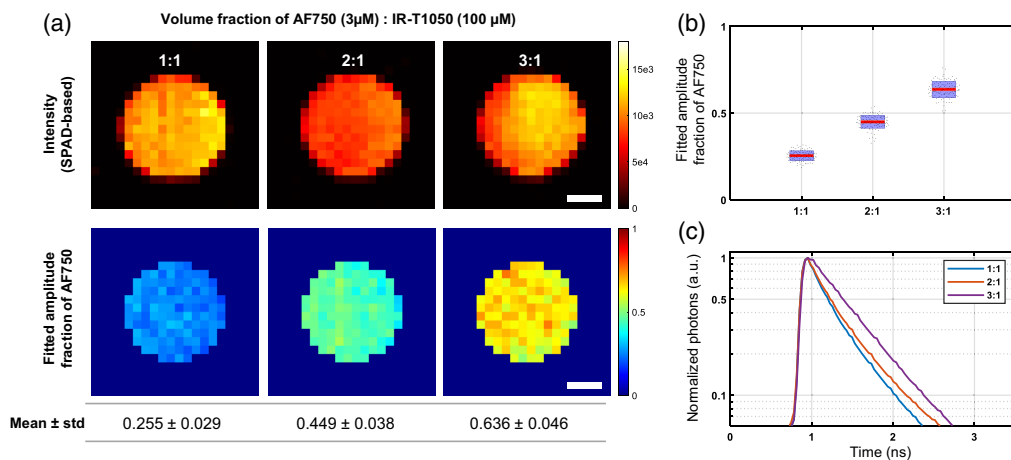 (a)
Volume fraction of AF750 (3μM) : IR-T1050 (100 μM)
Intensity
(SPAD-based)
1:1
2:1
3:1
15e3
10e3
5e4
0
Fitted amplitude
fraction of AF750
1
0.5
0
Mean ± std
0.255 ± 0.029
0.449 ± 0.038
0.636 ± 0.046
(b)
Fitted amplitude
fraction of AF750
1
0.5
0
1:1
2:1
3:1
(c)
Normalized photons (a.u.)
1
0.5
0.1
1:1
2:1
3:1
0
1
2
3
Time (ns)